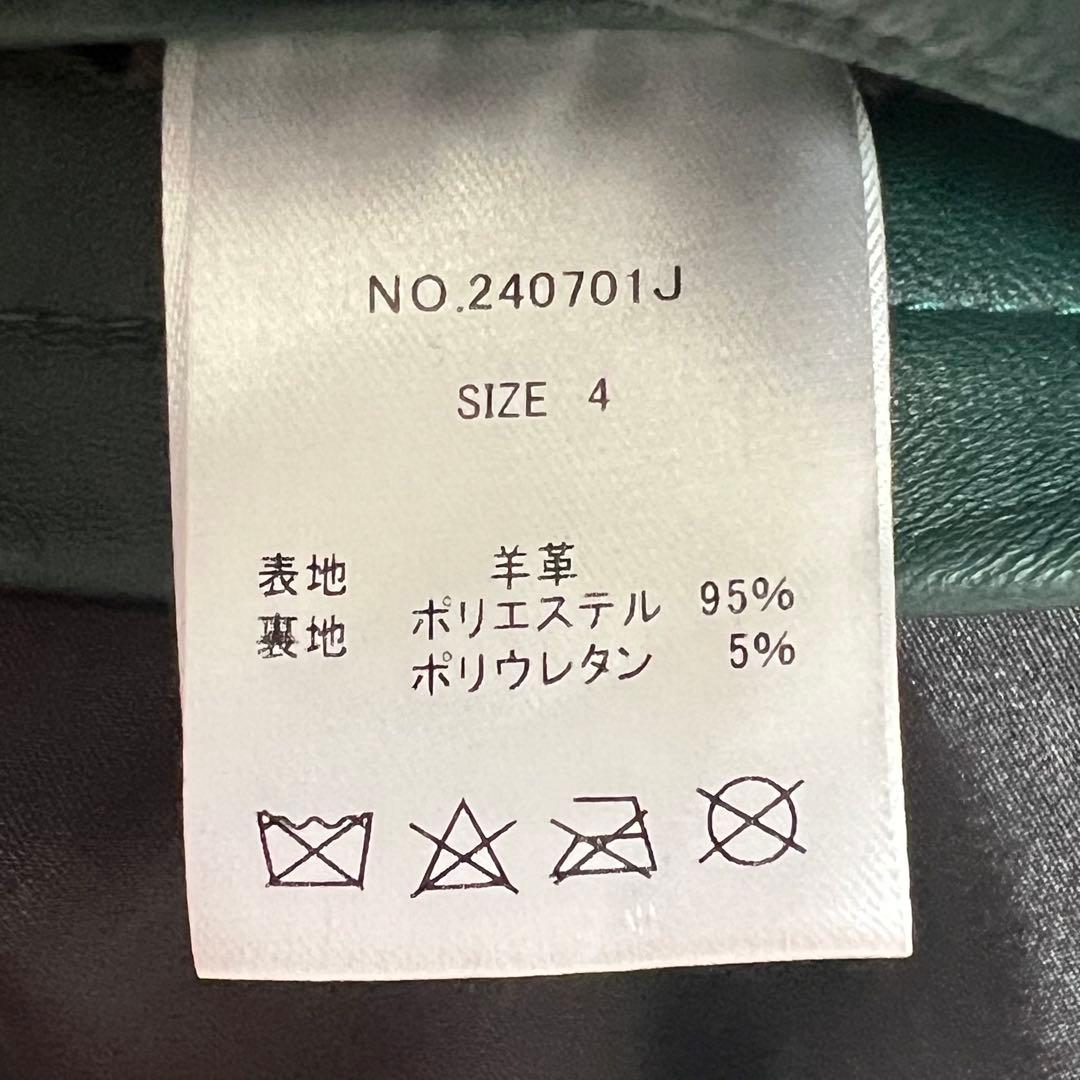 NO.240701J
SIZE 4
表地 羊革
裏地 ポリエステル 95%
ポリウレタン 5%